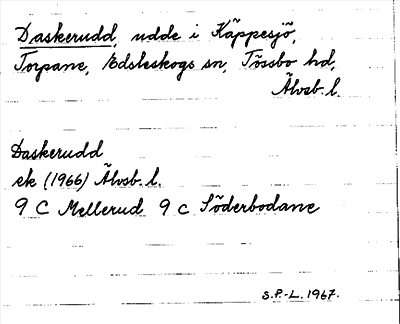 Daskerudd, udde i Käppesjö,
Torpane, Edsleskogs sn, Tössbo hd,
Älvsb. l.
Daskerudd
ek (1966) Älvsb. l.
9 C Mellerud 9 c Söderbodane
S.P.-L. 1967.